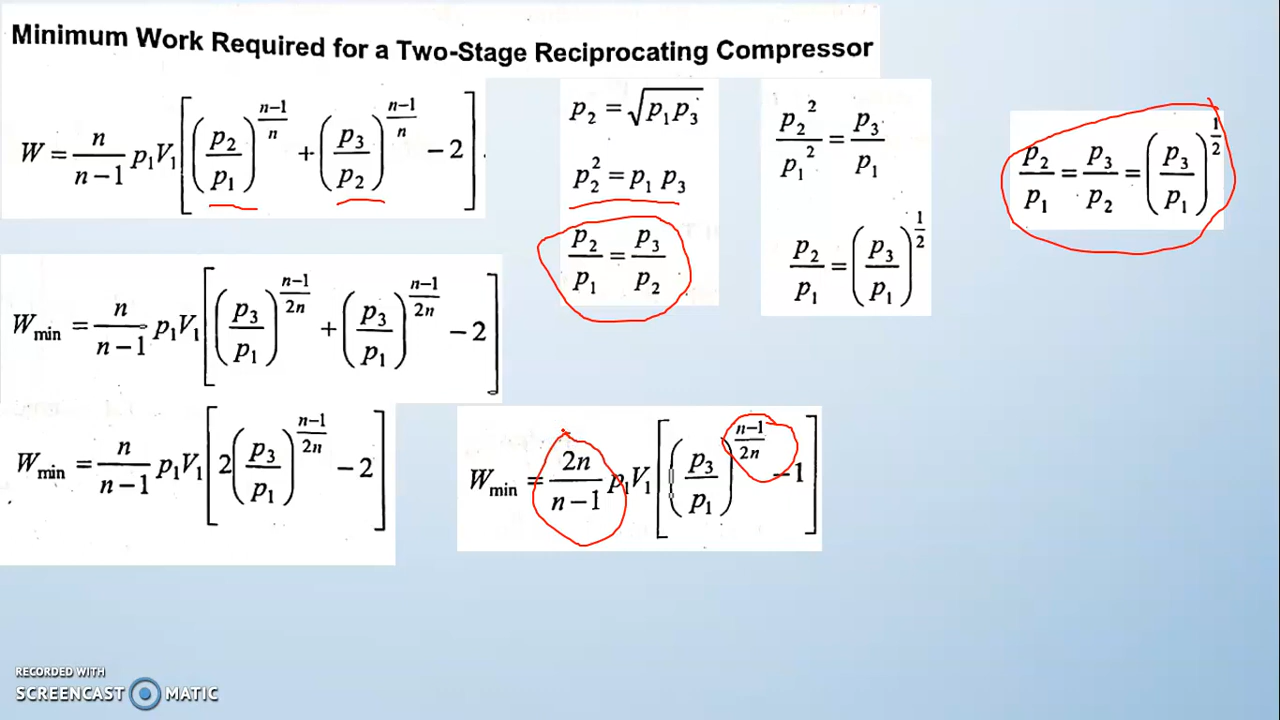 Minimum Work Required for a Two-Stage Reciprocating Compressor
W = n/(n−1) p₁V₁ [ (p₂/p₁)^((n−1)/n) + (p₃/p₂)^((n−1)/n) − 2 ].
W_min = n/(n−1) p₁V₁ [ (p₃/p₁)^((n−1)/(2n)) + (p₃/p₁)^((n−1)/(2n)) − 2 ]
W_min = n/(n−1) p₁V₁ [ 2(p₃/p₁)^((n−1)/(2n)) − 2 ]
W_min = 2n/(n−1) p₁V₁ [ (p₃/p₁)^((n−1)/(2n)) − 1 ]
p₂ = √(p₁p₃)
p₂² = p₁ p₃
p₂/p₁ = p₃/p₂
p₂²/p₁² = p₃/p₁
p₂/p₁ = (p₃/p₁)^(1/2)
p₂/p₁ = p₃/p₂ = (p₃/p₁)^(1/2)
RECORDED WITH
SCREENCAST MATIC